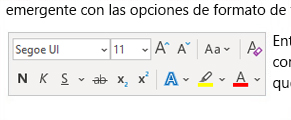 emergente con las opciones de formato de
Segoe UI 11 A A Aa A
Ent
N K S ab x₂ x² A A
con
que